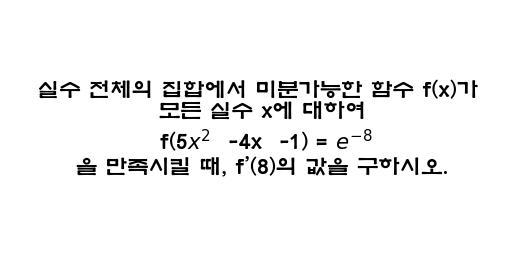 실수 전체의 집합에서 미분가능한 함수 f(x)가
모든 실수 x에 대하여
f(5x² -4x -1) = e⁻⁸
을 만족시킬 때, f’(8)의 값을 구하시오.